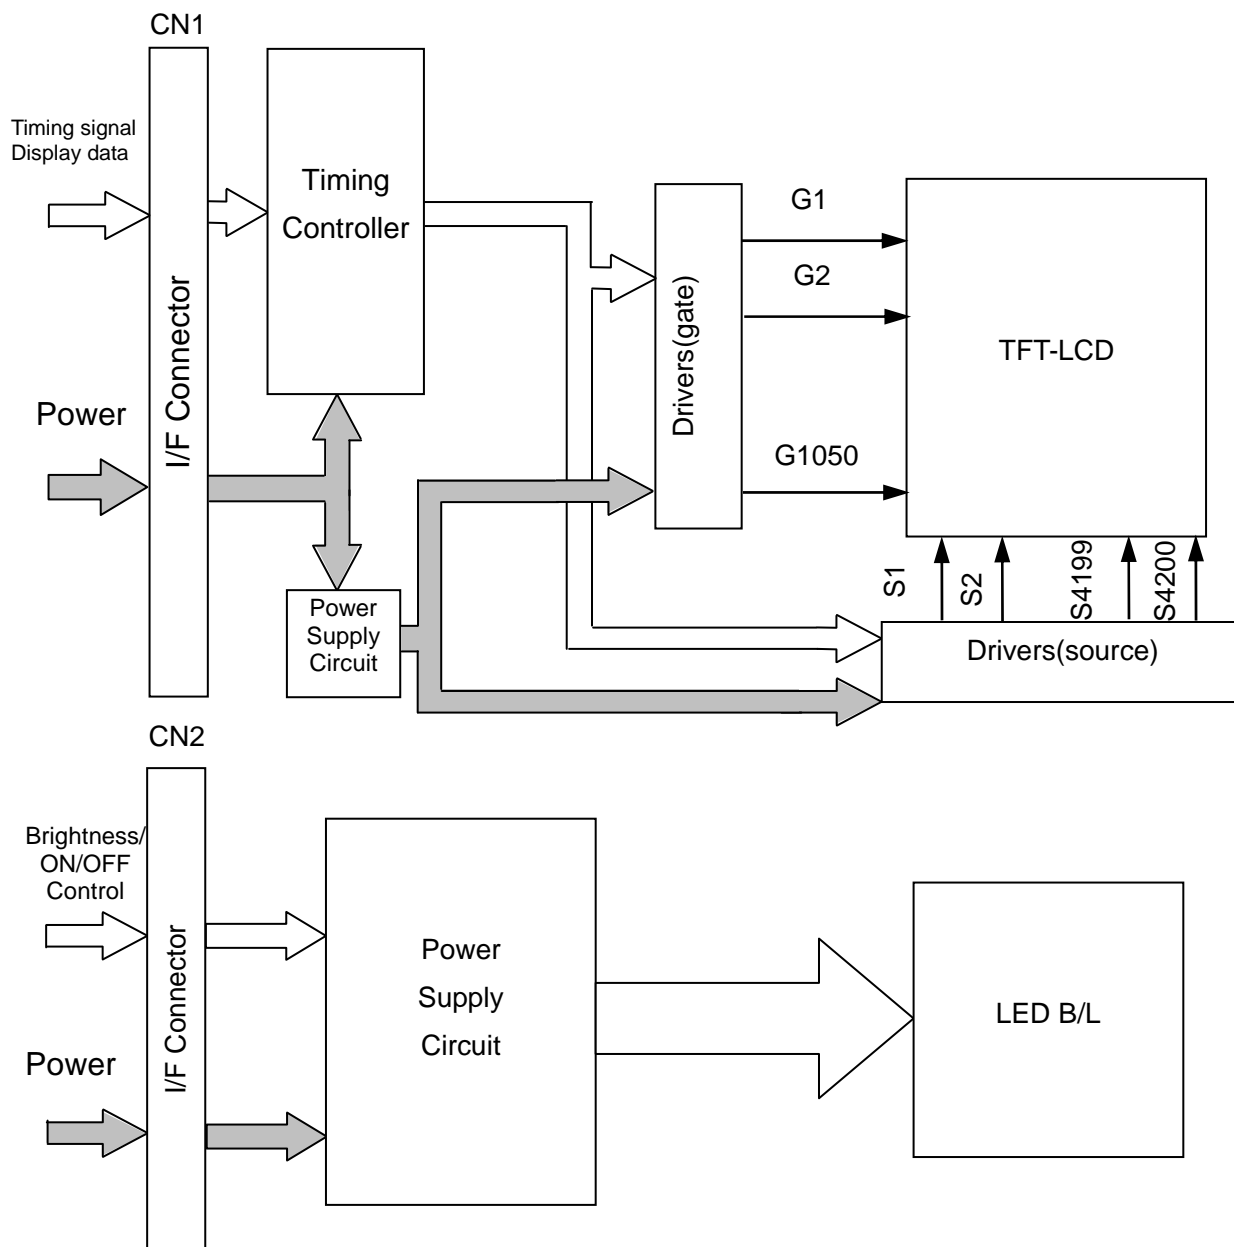 CN1
Timing signal
Display data
Power
I/F Connector
Timing
Controller
Power
Supply
Circuit
Drivers(gate)
G1
G2
G1050
TFT-LCD
S1
S2
S4199
S4200
Drivers(source)
CN2
Brightness/
ON/OFF
Control
Power
I/F Connector
Power
Supply
Circuit
LED B/L